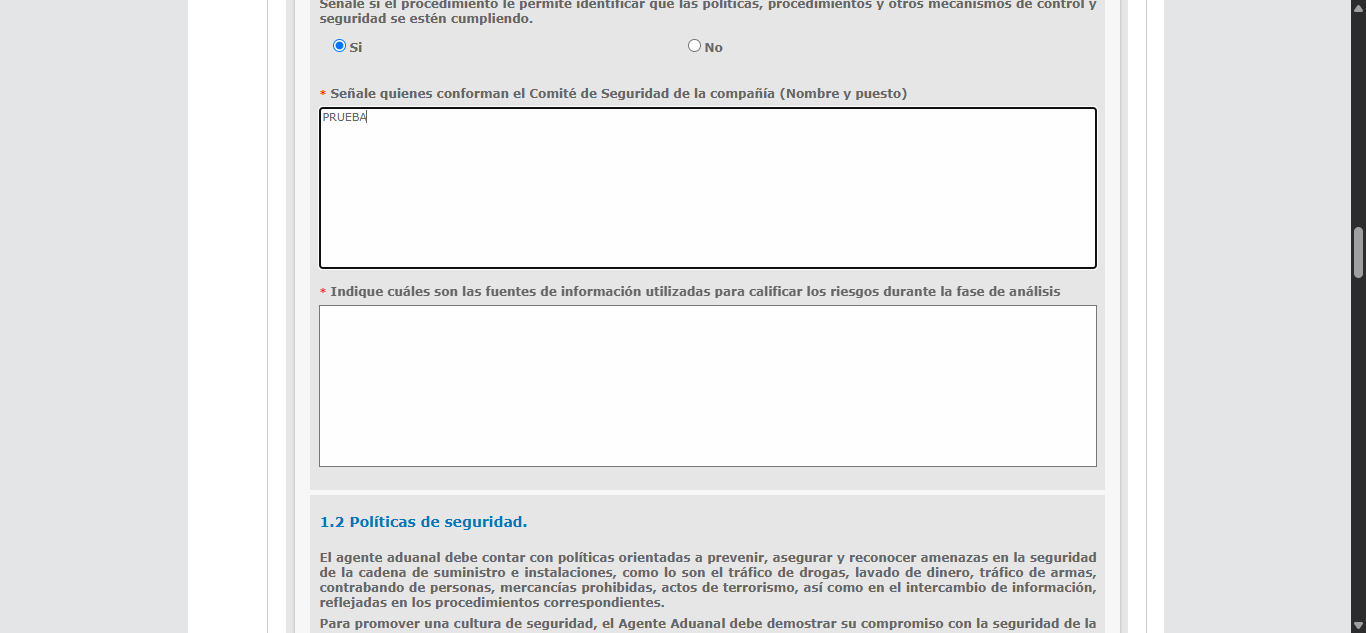 Señale si el procedimiento le permite identificar que las políticas, procedimientos y otros mecanismos de control y
seguridad se estén cumpliendo.
Si
No
* Señale quienes conforman el Comité de Seguridad de la compañía (Nombre y puesto)
PRUEBA
* Indique cuáles son las fuentes de información utilizadas para calificar los riesgos durante la fase de análisis
1.2 Políticas de seguridad.
El agente aduanal debe contar con políticas orientadas a prevenir, asegurar y reconocer amenazas en la seguridad
de la cadena de suministro e instalaciones, como lo son el tráfico de drogas, lavado de dinero, tráfico de armas,
contrabando de personas, mercancías prohibidas, actos de terrorismo, así como en el intercambio de información,
reflejadas en los procedimientos correspondientes.
Para promover una cultura de seguridad, el Agente Aduanal debe demostrar su compromiso con la seguridad de la